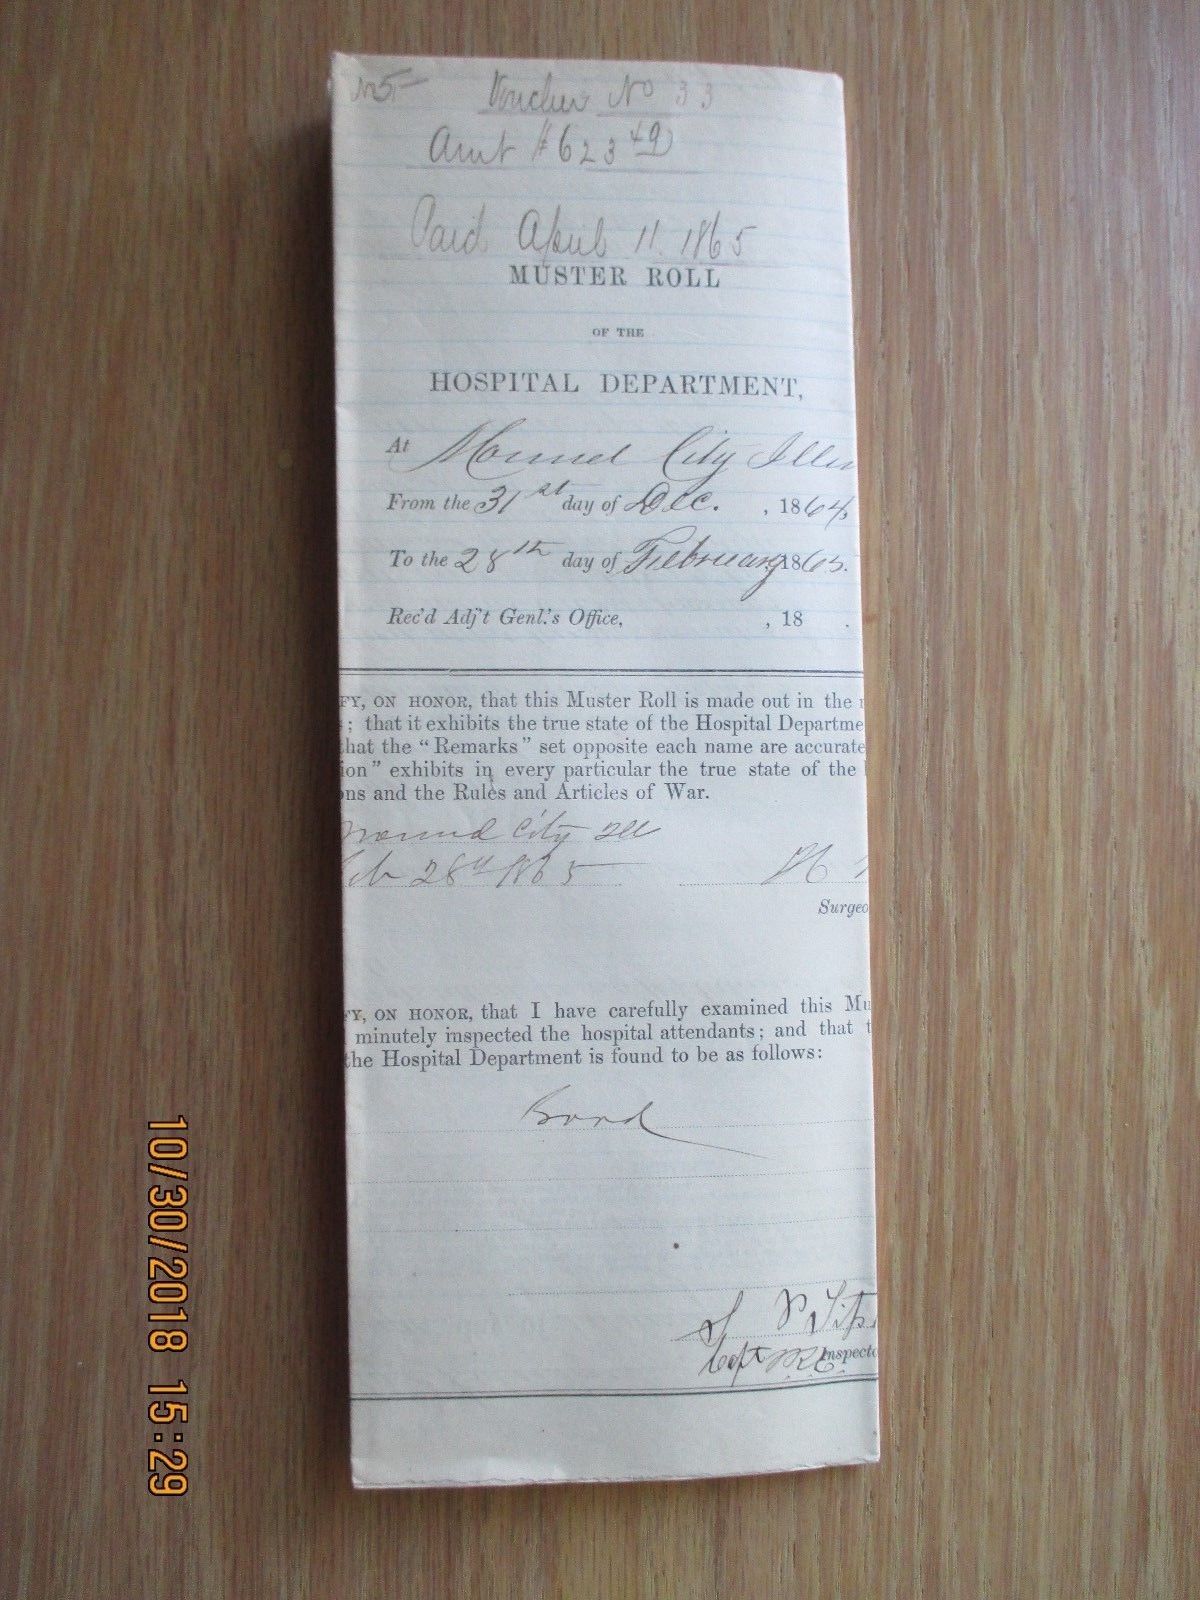 Voucher No 33
Amt $623 49
Paid April 11. 1865
MUSTER ROLL
OF THE
HOSPITAL DEPARTMENT,
At Mound City Illin
From the 31st day of Dec. , 1864,
To the 28th day of February 1865.
Rec'd Adj't Genl.'s Office, , 18 .
FY, ON HONOR, that this Muster Roll is made out in the
; that it exhibits the true state of the Hospital Departme
that the "Remarks" set opposite each name are accurate
ion" exhibits in every particular the true state of the
ons and the Rules and Articles of War.
Mound City Ill
Feb 28th 1865
Surgeo
FY, ON HONOR, that I have carefully examined this Mu
minutely inspected the hospital attendants; and that t
the Hospital Department is found to be as follows:
Good
Capt Inspecto
10/30/2018 15:29